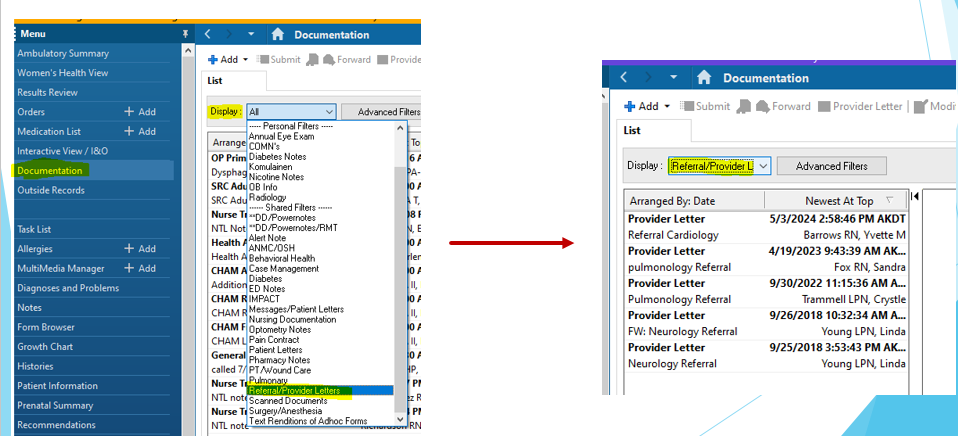 Menu
Ambulatory Summary
Women's Health View
Results Review
Orders + Add
Medication List + Add
Interactive View / I&O
Documentation
Outside Records
Task List
Allergies + Add
MultiMedia Manager + Add
Diagnoses and Problems
Notes
Form Browser
Growth Chart
Histories
Patient Information
Prenatal Summary
Recommendations
Documentation
+ Add Submit Forward Provide
List
Display : All Advanced Filters
Arrange
OP Prim
Dysphag
SRC Adu
SRC Adu
Nurse Tr
NTL Not
Health A
Health A
CHAM A
Addition
CHAM R
CHAM R
CHAM F
CHAM L
General
called 7/
Nurse Tr
NTL not
Nurse T
NTL note
----- Personal Filters -----
Annual Eye Exam
COMN's
Diabetes Notes
Komulainen
Nicotine Notes
OB Info
Radiology
------ Shared Filters ------
**DD/Powernotes
**DD/Powernotes/RMT
Alert Note
ANMC/OSH
Behavioral Health
Case Management
Diabetes
ED Notes
IMPACT
Messages/Patient Letters
Nursing Documentation
Optometry Notes
Pain Contract
Patient Letters
Pharmacy Notes
PT/Wound Care
Pulmonary
Referral/Provider Letters
Scanned Documents
Surgery/Anesthesia
Text Renditions of Adhoc Forms
Documentation
+ Add Submit Forward Provider Letter Modif
List
Display : Referral/Provider L Advanced Filters
Arranged By: Date Newest At Top
Provider Letter 5/3/2024 2:58:46 PM AKDT
Referral Cardiology Barrows RN, Yvette M
Provider Letter 4/19/2023 9:43:39 AM AK...
pulmonology Referral Fox RN, Sandra
Provider Letter 9/30/2022 11:15:36 AM A...
Pulmonology Referral Trammell LPN, Crystle
Provider Letter 9/26/2018 10:32:34 AM A...
FW: Neurology Referral Young LPN, Linda
Provider Letter 9/25/2018 3:53:43 PM AK...
Neurology Referral Young LPN, Linda